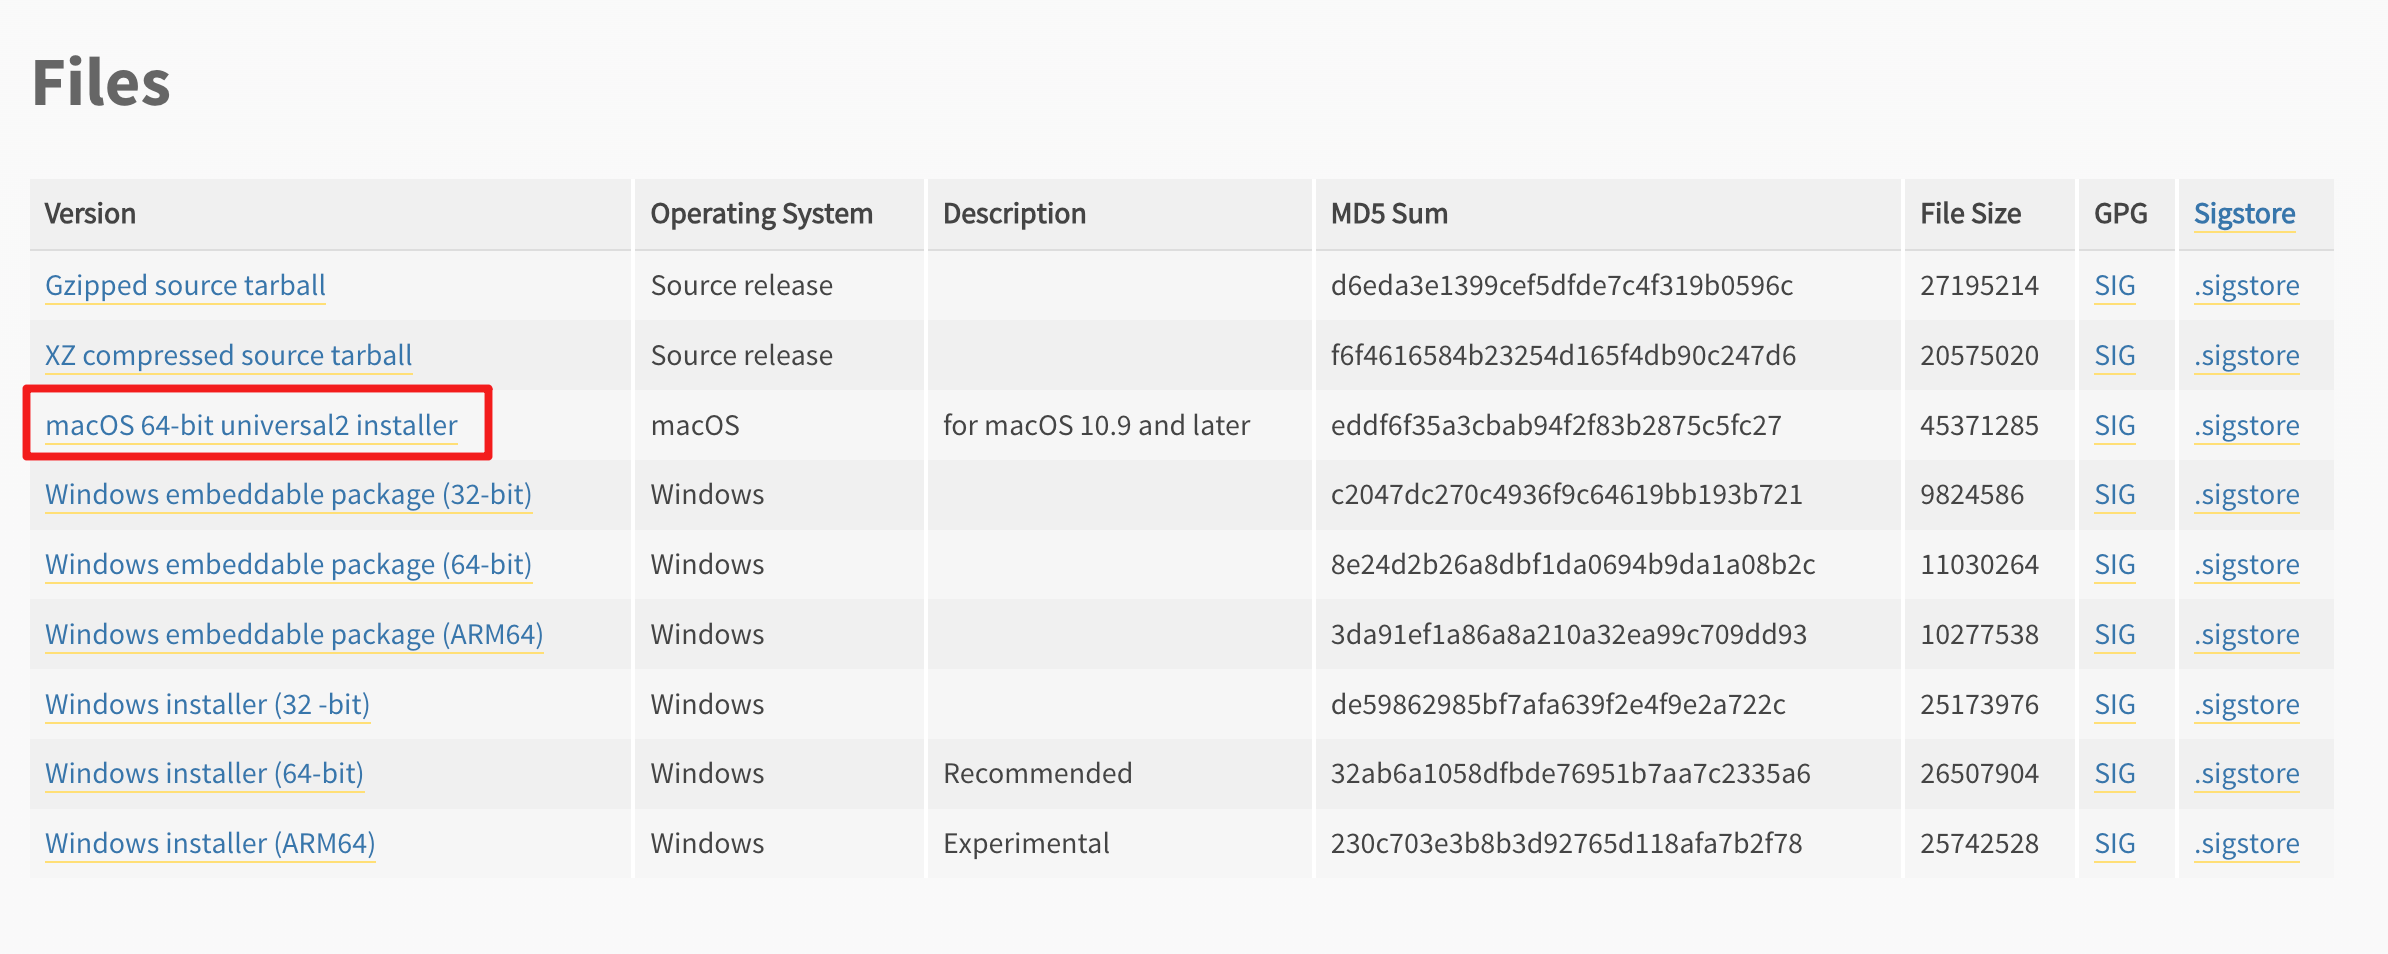 Files
Version Operating System Description MD5 Sum File Size GPG Sigstore
Gzipped source tarball Source release d6eda3e1399cef5dfde7c4f319b0596c 27195214 SIG .sigstore
XZ compressed source tarball Source release f6f4616584b23254d165f4db90c247d6 20575020 SIG .sigstore
macOS 64-bit universal2 installer macOS for macOS 10.9 and later eddf6f35a3cbab94f2f83b2875c5fc27 45371285 SIG .sigstore
Windows embeddable package (32-bit) Windows c2047dc270c4936f9c64619bb193b721 9824586 SIG .sigstore
Windows embeddable package (64-bit) Windows 8e24d2b26a8dbf1da0694b9da1a08b2c 11030264 SIG .sigstore
Windows embeddable package (ARM64) Windows 3da91ef1a86a8a210a32ea99c709dd93 10277538 SIG .sigstore
Windows installer (32 -bit) Windows de59862985bf7afa639f2e4f9e2a722c 25173976 SIG .sigstore
Windows installer (64-bit) Windows Recommended 32ab6a1058dfbde76951b7aa7c2335a6 26507904 SIG .sigstore
Windows installer (ARM64) Windows Experimental 230c703e3b8b3d92765d118afa7b2f78 25742528 SIG .sigstore